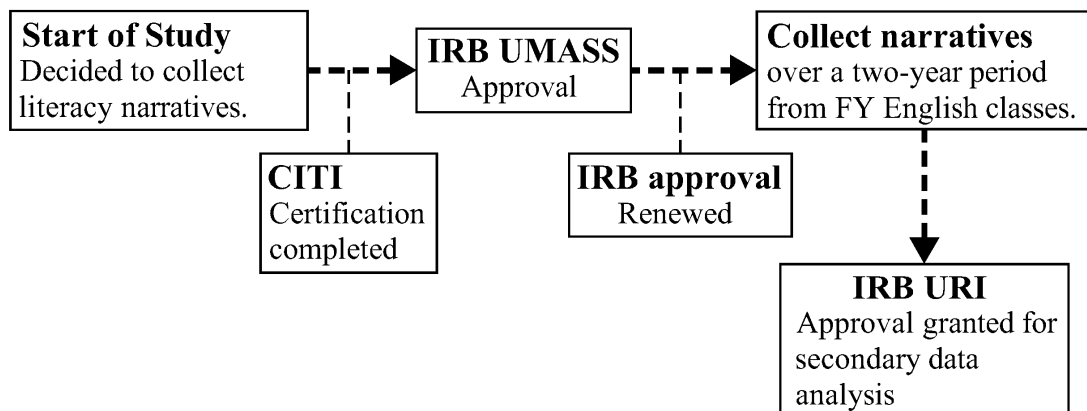 Start of Study
Decided to collect
literacy narratives.
IRB UMASS
Approval
Collect narratives
over a two-year period
from FY English classes.
CITI
Certification
completed
IRB approval
Renewed
IRB URI
Approval granted for
secondary data
analysis